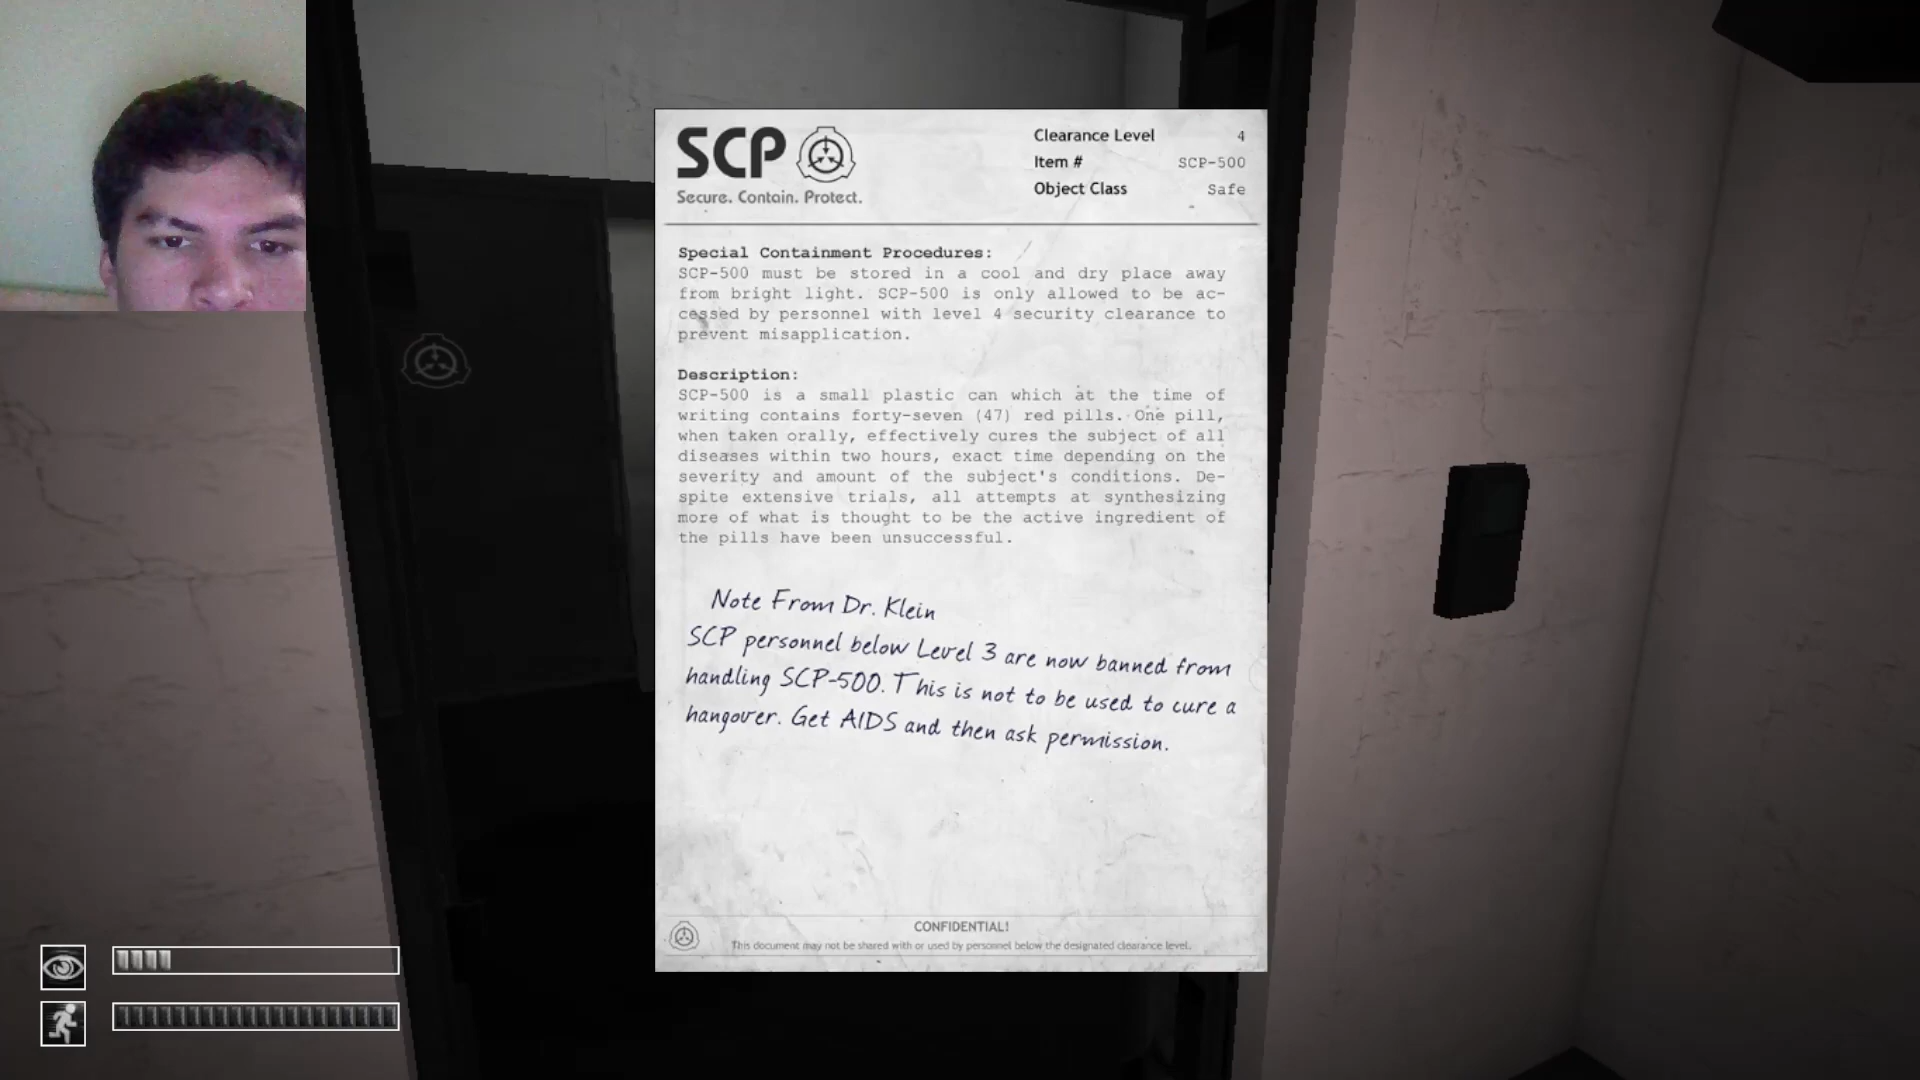 SCP
Secure. Contain. Protect.
Clearance Level 4
Item # SCP-500
Object Class Safe
Special Containment Procedures:
SCP-500 must be stored in a cool and dry place away
from bright light. SCP-500 is only allowed to be ac-
cessed by personnel with level 4 security clearance to
prevent misapplication.
Description:
SCP-500 is a small plastic can which at the time of
writing contains forty-seven (47) red pills. One pill,
when taken orally, effectively cures the subject of all
diseases within two hours, exact time depending on the
severity and amount of the subject's conditions. De-
spite extensive trials, all attempts at synthesizing
more of what is thought to be the active ingredient of
the pills have been unsuccessful.
Note From Dr. Klein
SCP personnel below Level 3 are now banned from
handling SCP-500. This is not to be used to cure a
hangover. Get AIDS and then ask permission.
CONFIDENTIAL!
This document may not be shared with or used by personnel below the designated clearance level.